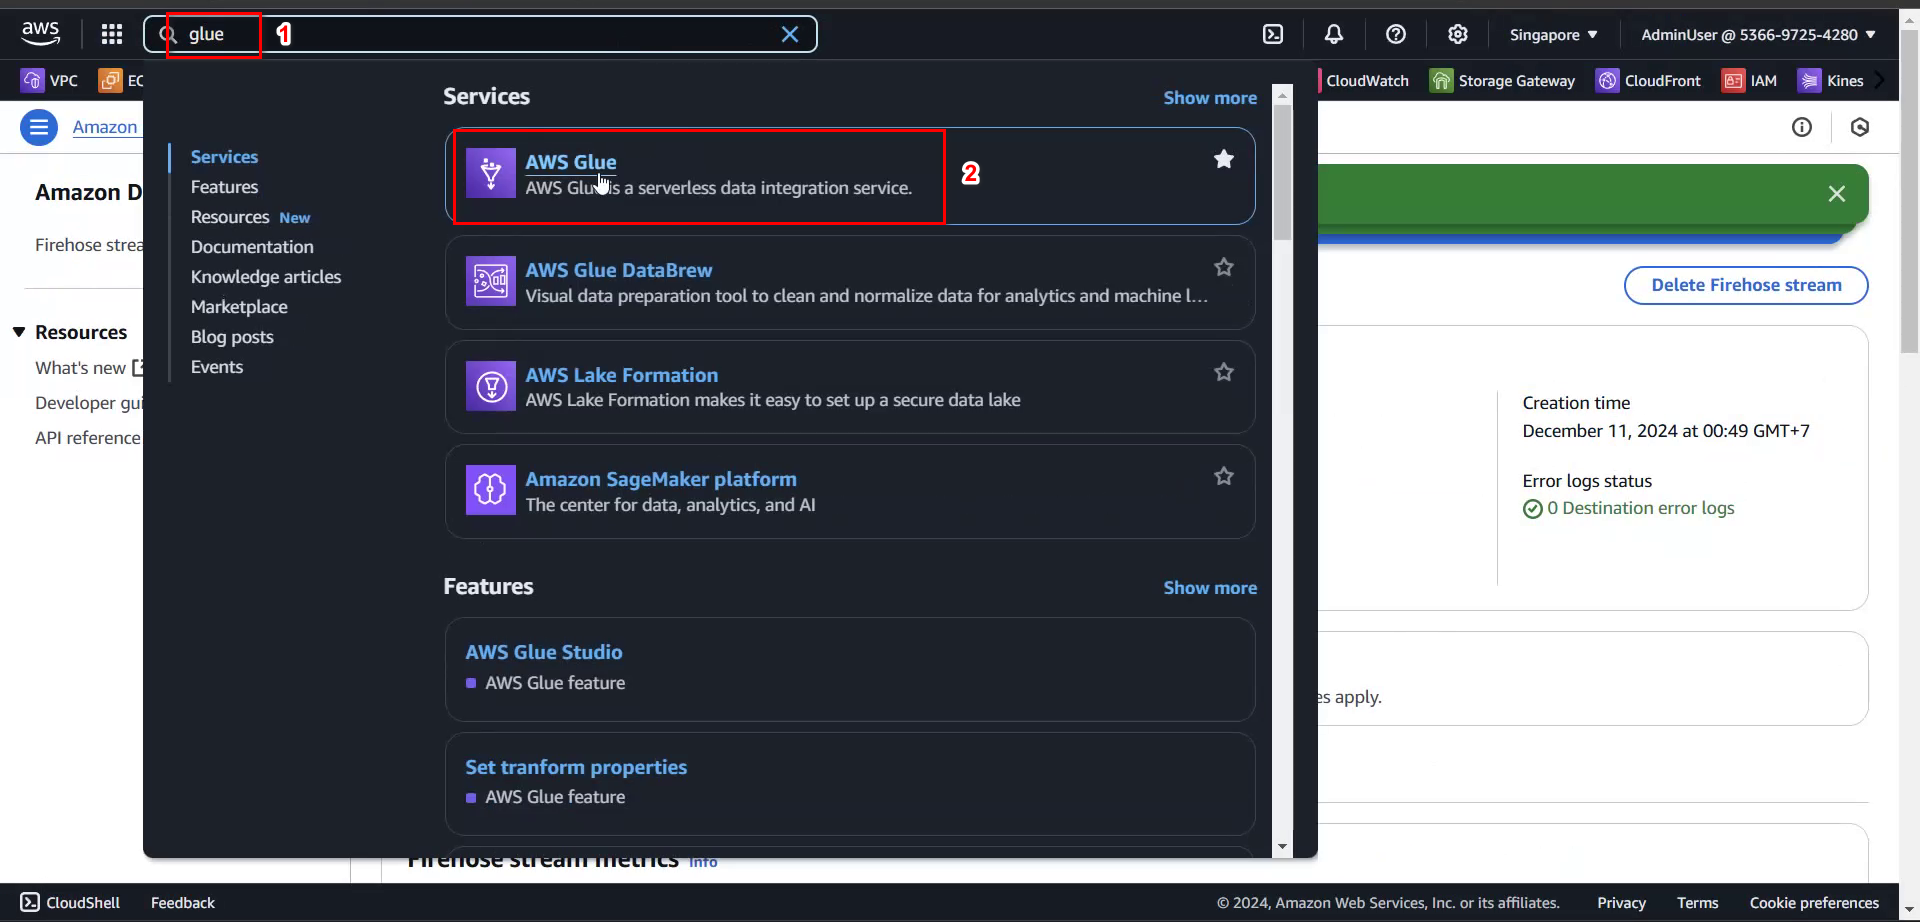 aws
glue
1
Singapore
AdminUser @ 5366-9725-4280
VPC
EC
CloudWatch
Storage Gateway
CloudFront
IAM
Kines
Amazon
Amazon D
Firehose strea
Resources
What's new
Developer gui
API reference
Services
Features
Resources New
Documentation
Knowledge articles
Marketplace
Blog posts
Events
Services
Show more
AWS Glue
AWS Glue is a serverless data integration service.
2
AWS Glue DataBrew
Visual data preparation tool to clean and normalize data for analytics and machine l...
AWS Lake Formation
AWS Lake Formation makes it easy to set up a secure data lake
Amazon SageMaker platform
The center for data, analytics, and AI
Features
Show more
AWS Glue Studio
AWS Glue feature
Set tranform properties
AWS Glue feature
Delete Firehose stream
Creation time
December 11, 2024 at 00:49 GMT+7
Error logs status
0 Destination error logs
es apply.
Firehose stream metrics Info
CloudShell
Feedback
© 2024, Amazon Web Services, Inc. or its affiliates.
Privacy
Terms
Cookie preferences